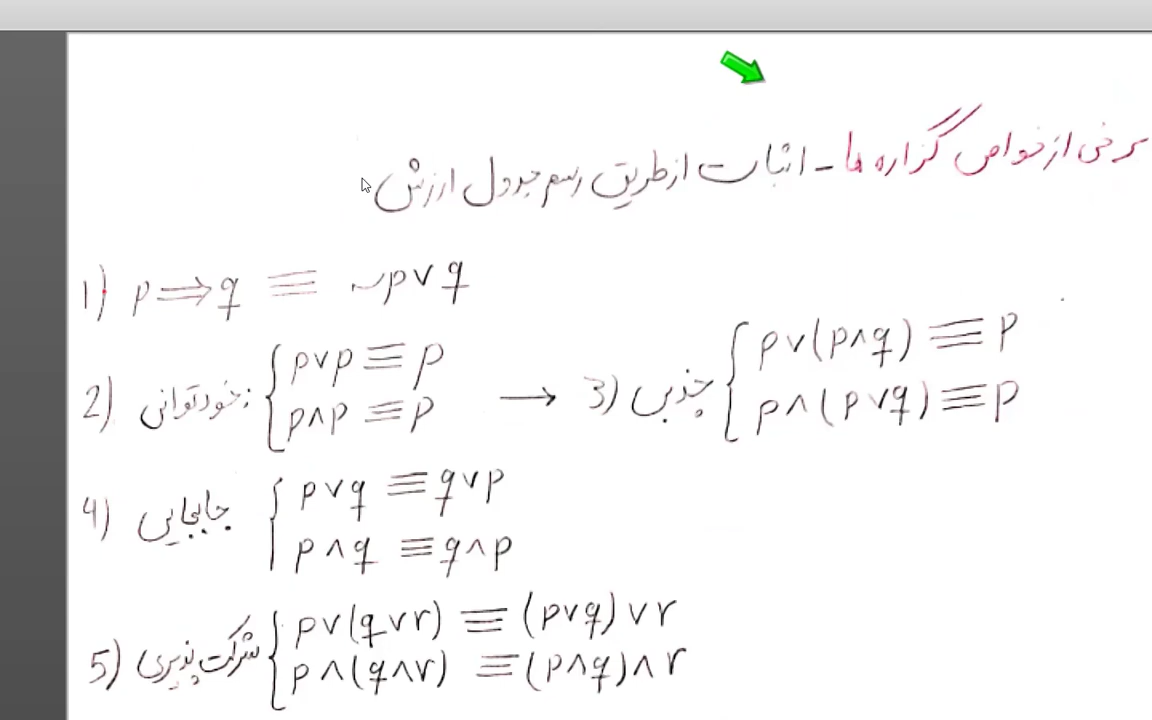 برخی از خواص گزاره ها - اثبات از طریق رسم جدول ارزش
1) p ⇒ q ≡ ~p ∨ q
2) خودتوانی : { p ∨ p ≡ p
p ∧ p ≡ p
→ 3) جذبی { p ∨ (p ∧ q) ≡ p
p ∧ (p ∨ q) ≡ p
4) جابجایی { p ∨ q ≡ q ∨ p
p ∧ q ≡ q ∧ p
5) شرکت پذیری { p ∨ (q ∨ r) ≡ (p ∨ q) ∨ r
p ∧ (q ∧ r) ≡ (p ∧ q) ∧ r